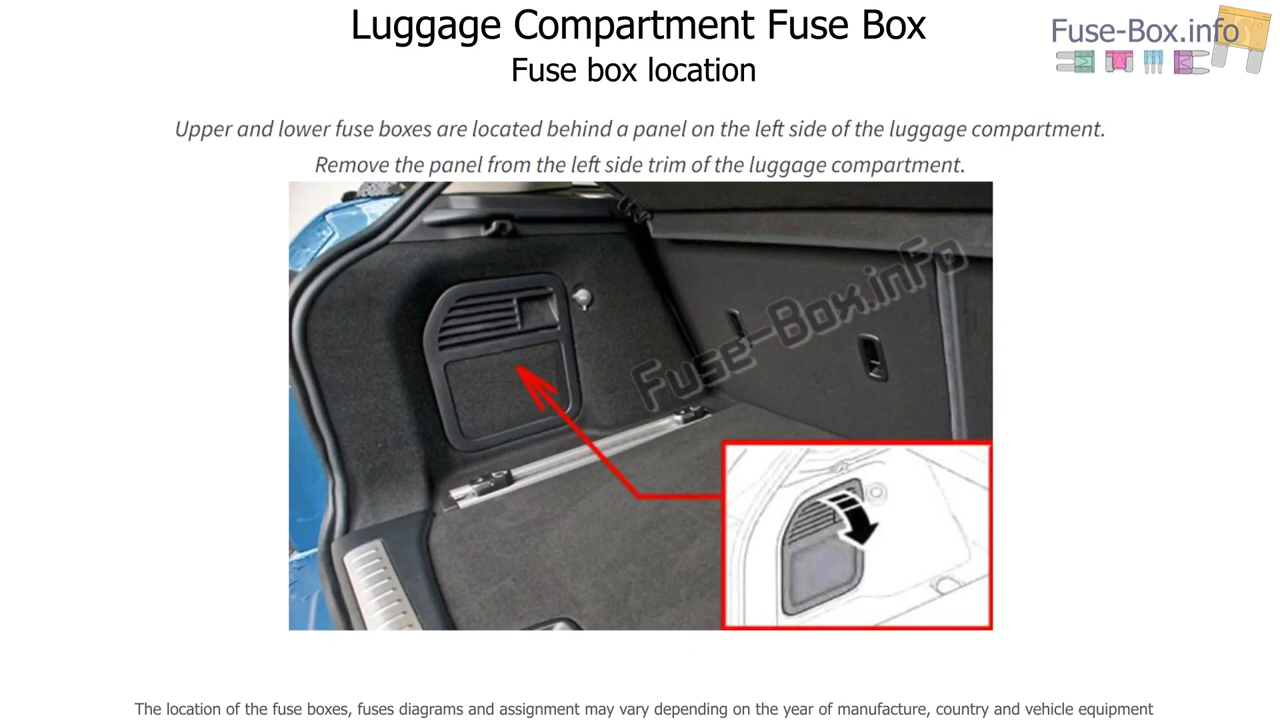 Luggage Compartment Fuse Box
Fuse box location
Fuse-Box.info
Upper and lower fuse boxes are located behind a panel on the left side of the luggage compartment.
Remove the panel from the left side trim of the luggage compartment.
Fuse-Box.inFo
The location of the fuse boxes, fuses diagrams and assignment may vary depending on the year of manufacture, country and vehicle equipment